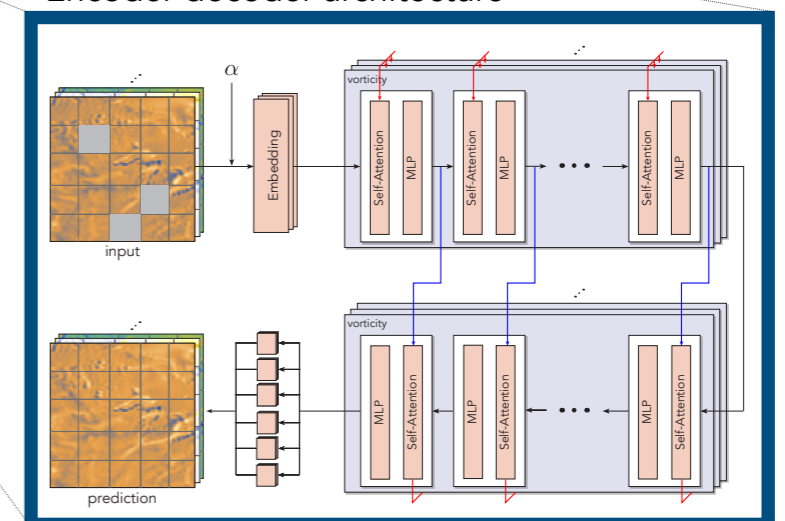 Encoder-decoder architecture
α
vorticity
Embedding
Self-Attention
MLP
Self-Attention
MLP
Self-Attention
MLP
input
vorticity
MLP
Self-Attention
MLP
Self-Attention
MLP
Self-Attention
prediction